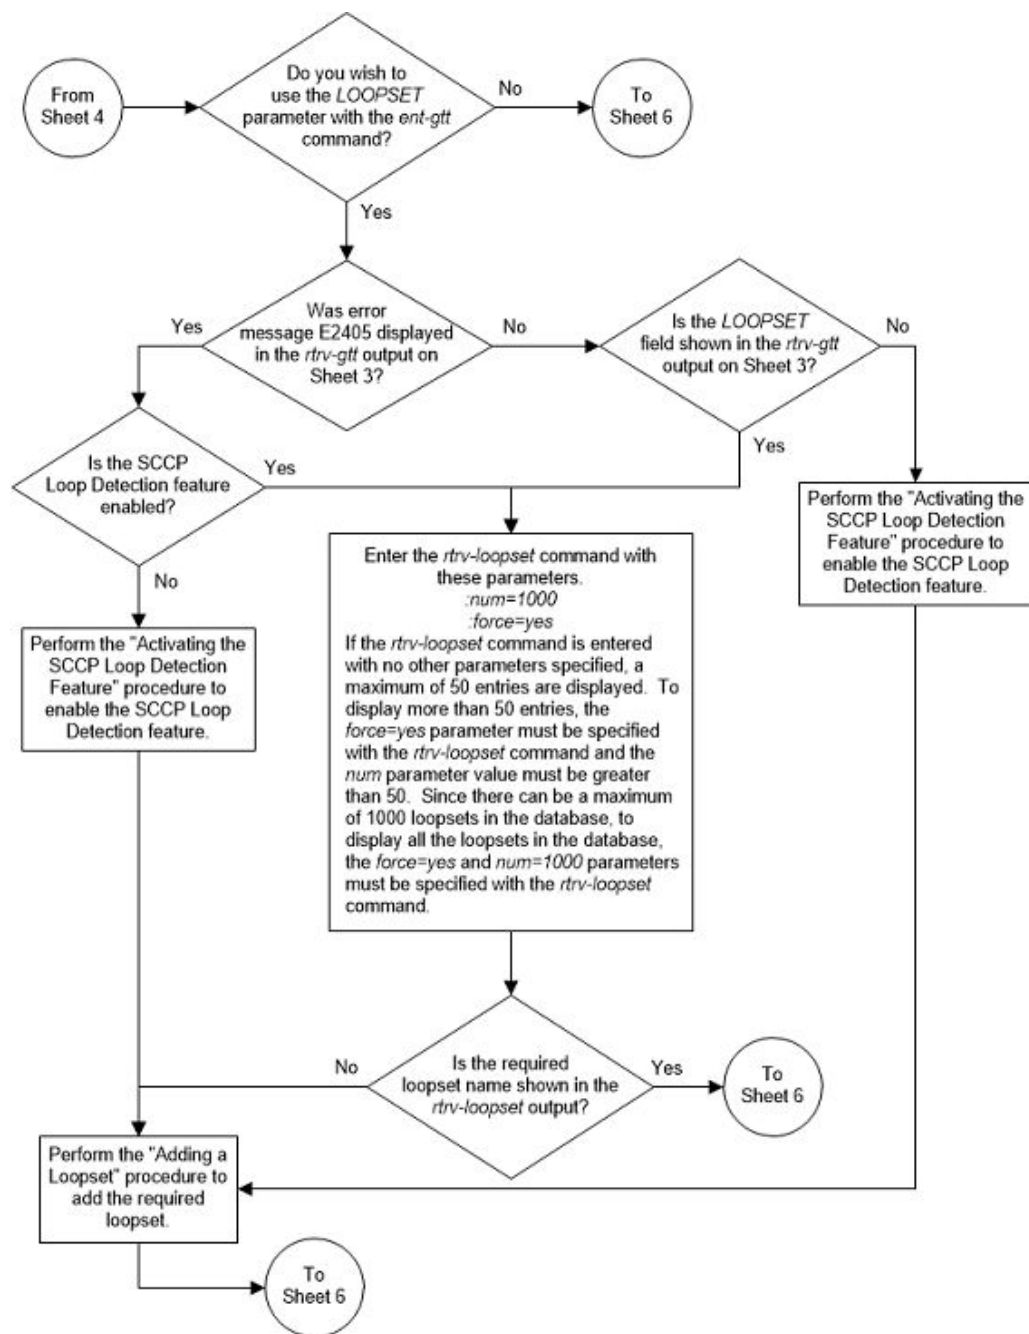 From
Sheet 4
Do you wish to
use the LOOPSET
parameter with the ent-gtt
command?
No
To
Sheet 6
Yes
Was error
message E2405 displayed
in the rtrv-gtt output on
Sheet 3?
Yes
No
Is the LOOPSET
field shown in the rtrv-gtt
output on Sheet 3?
No
Yes
Is the SCCP
Loop Detection feature
enabled?
Yes
No
Perform the "Activating the
SCCP Loop Detection
Feature" procedure to
enable the SCCP Loop
Detection feature.
Enter the rtrv-loopset command with
these parameters.
:num=1000
:force=yes
If the rtrv-loopset command is entered
with no other parameters specified, a
maximum of 50 entries are displayed.  To
display more than 50 entries, the
force=yes parameter must be specified
with the rtrv-loopset command and the
num parameter value must be greater
than 50.  Since there can be a maximum
of 1000 loopsets in the database, to
display all the loopsets in the database,
the force=yes and num=1000 parameters
must be specified with the rtrv-loopset
command.
Perform the "Activating the
SCCP Loop Detection
Feature" procedure to
enable the SCCP Loop
Detection feature.
Is the required
loopset name shown in the
rtrv-loopset output?
No
Yes
To
Sheet 6
Perform the "Adding a
Loopset" procedure to
add the required
loopset.
To
Sheet 6